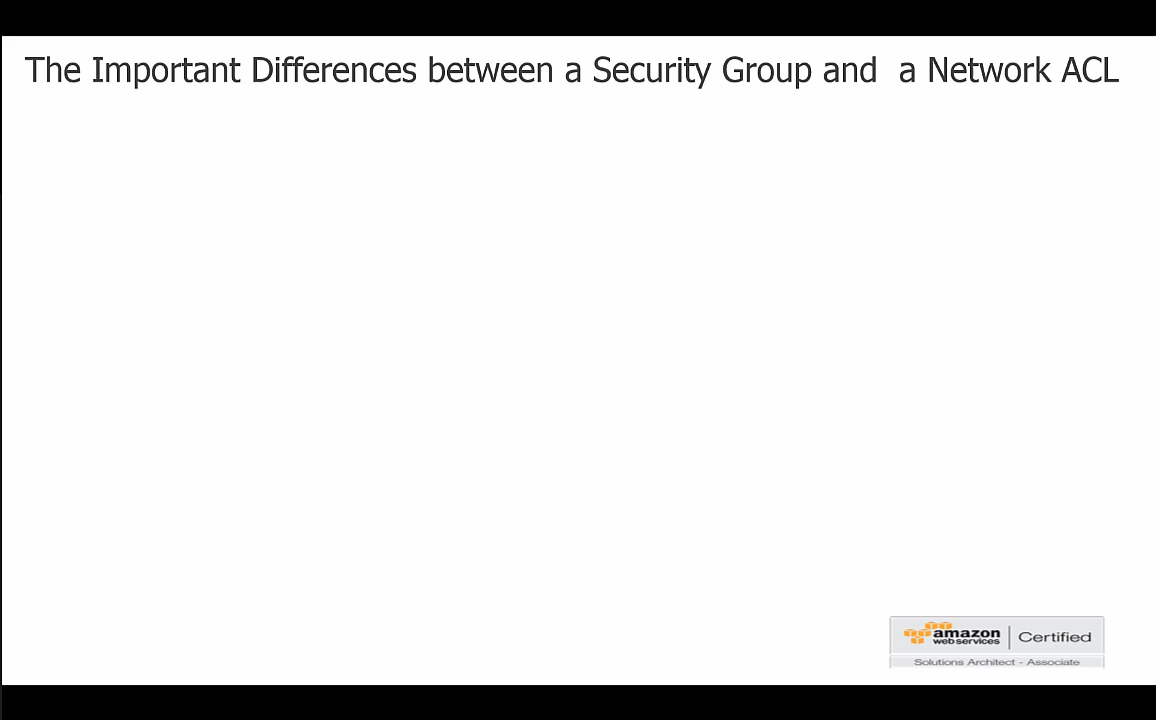 The Important Differences between a Security Group and a Network ACL
amazon
webservices
Certified
Solutions Architect - Associate